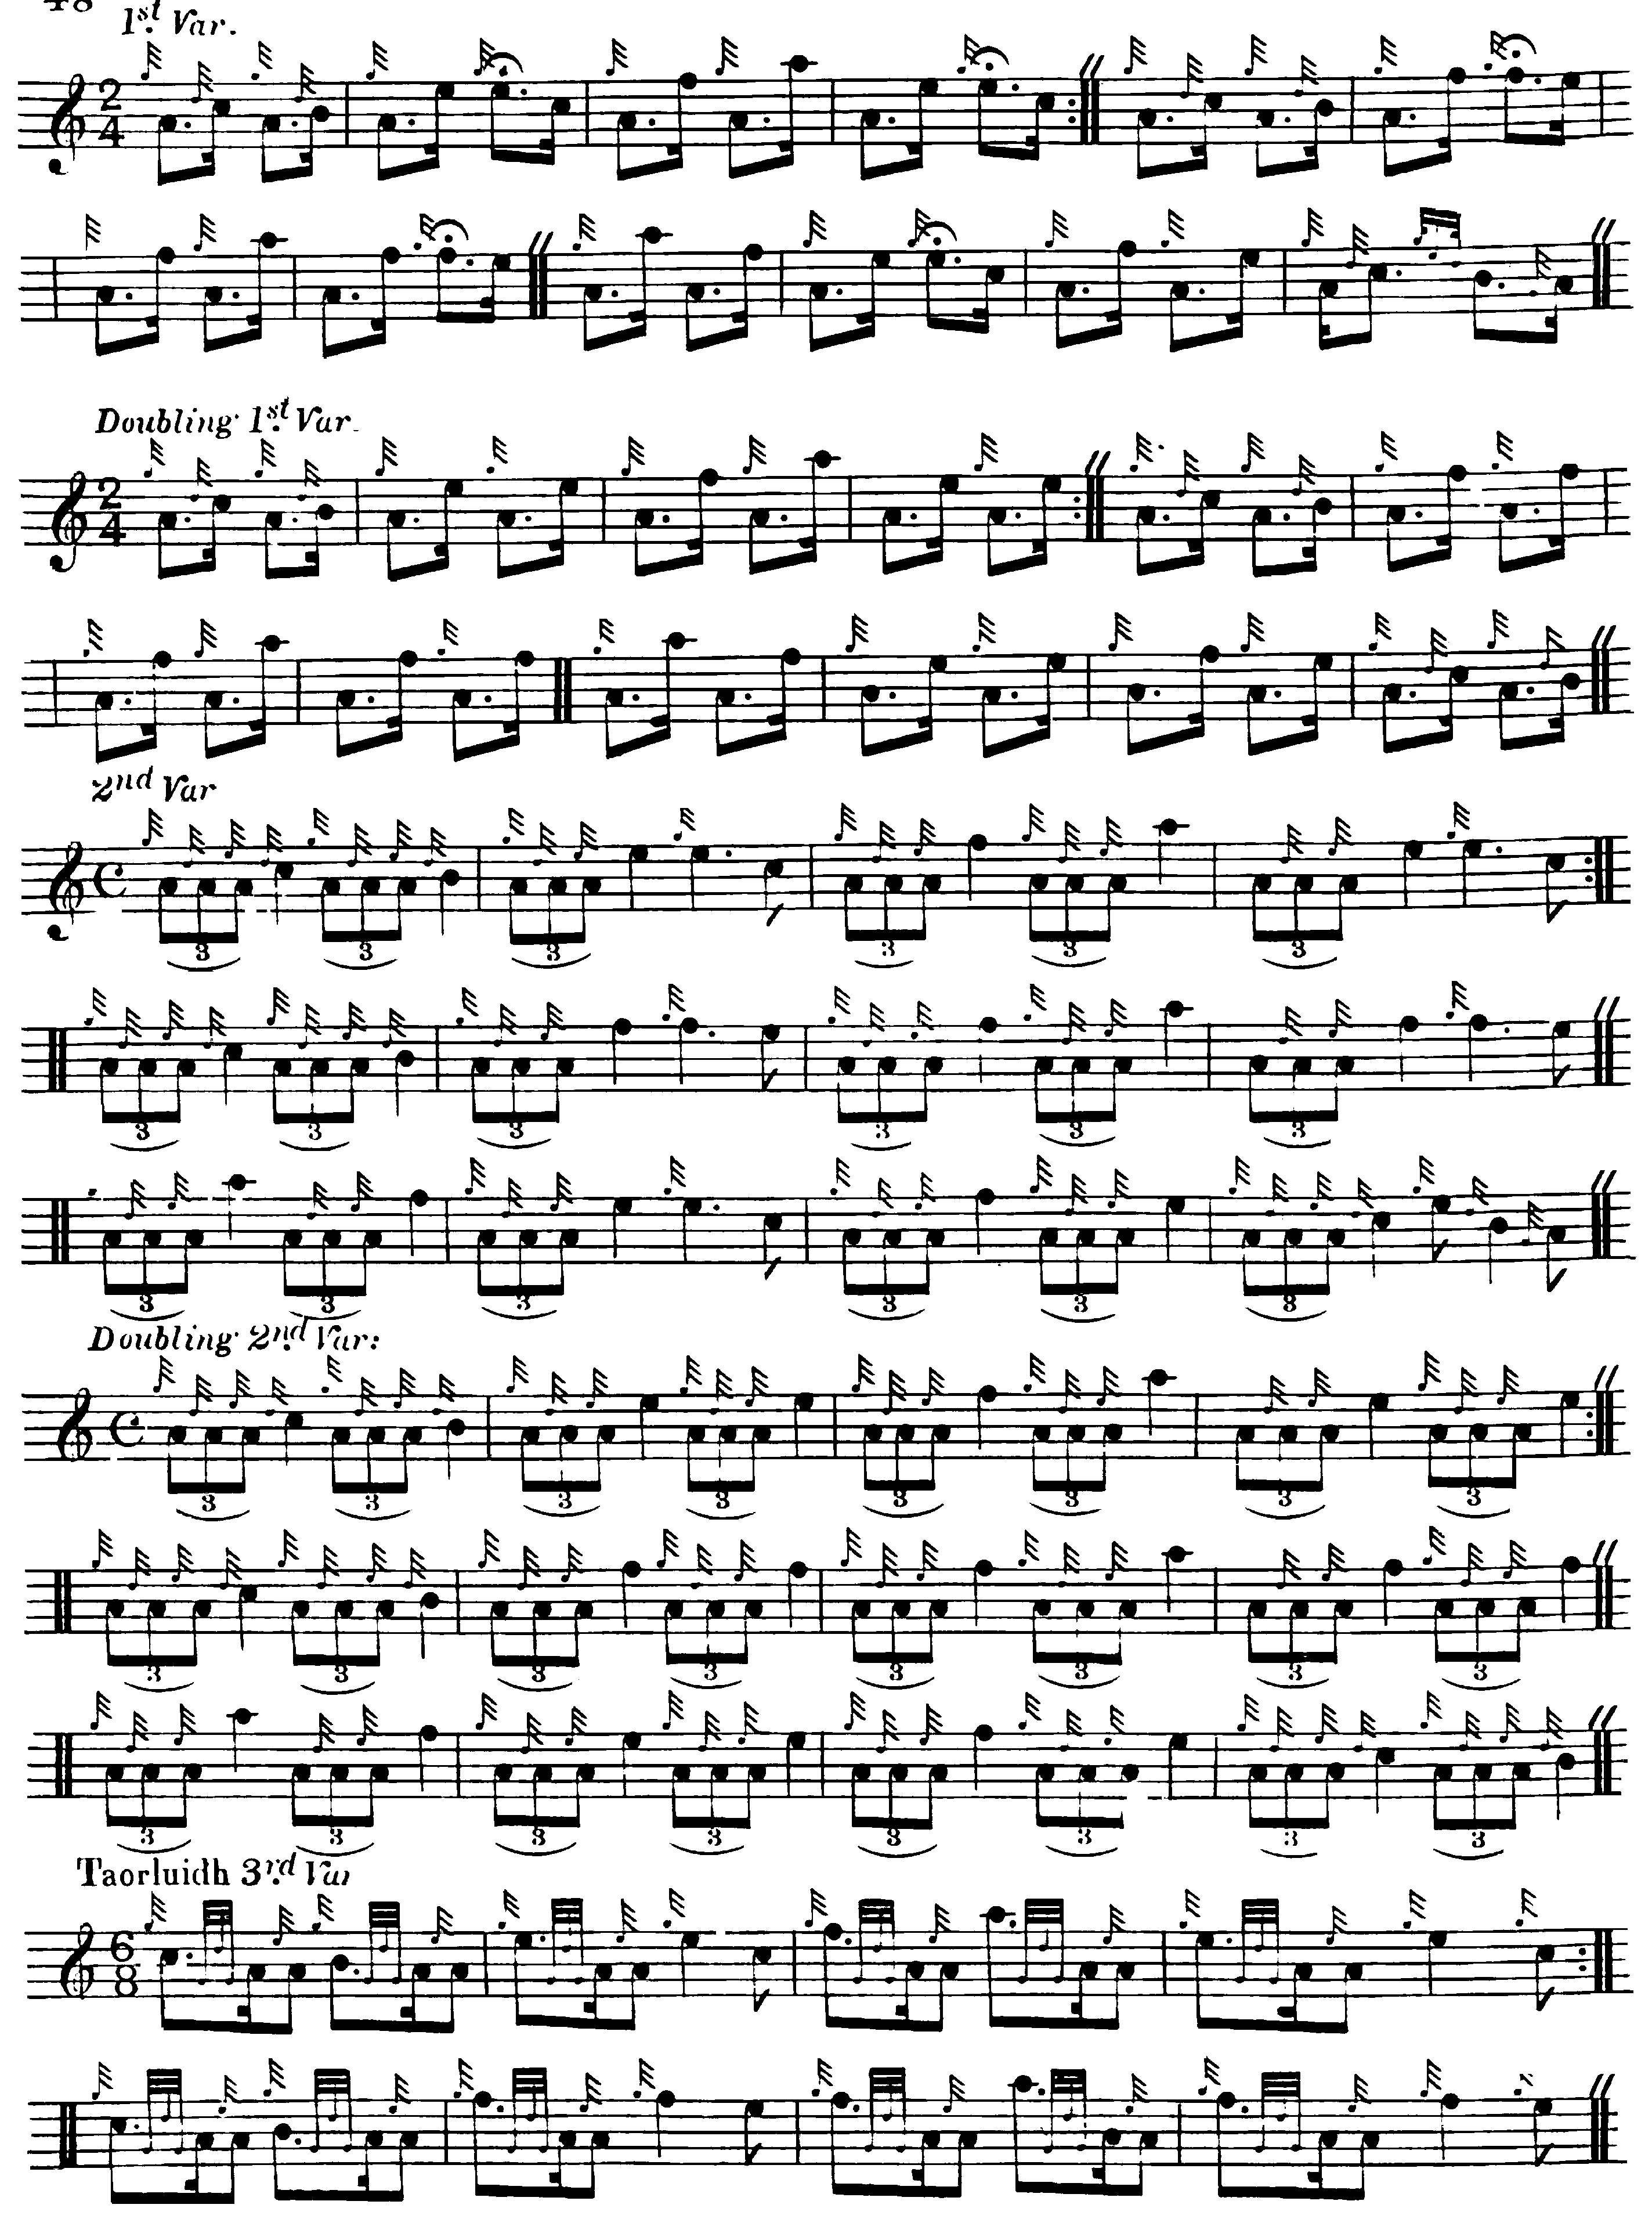 48
1st Var.
Doubling 1st Var.
2nd Var
Doubling 2nd Var:
Taorluidh 3rd Var